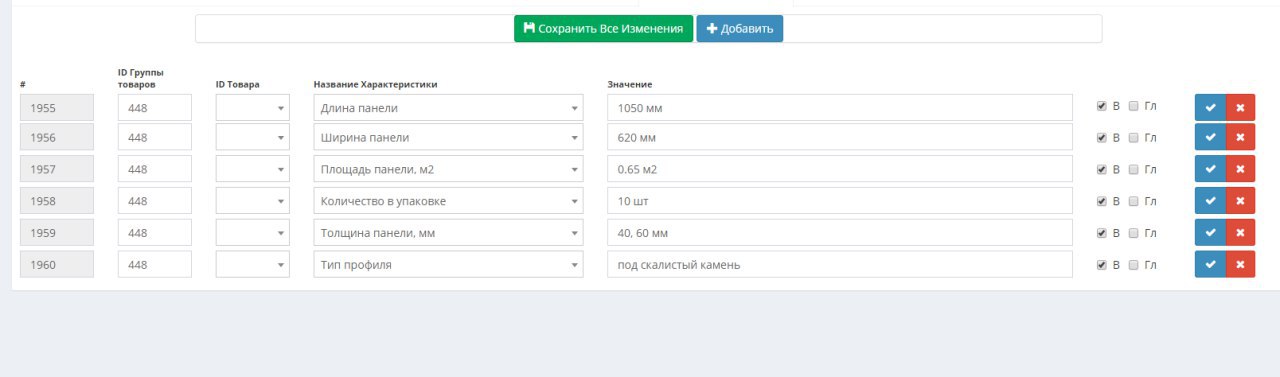 Сохранить Все Изменения Добавить
ID Группы
# товаров ID Товара Название Характеристики Значение
1955 448 Длина панели 1050 мм В Гл
1956 448 Ширина панели 620 мм В Гл
1957 448 Площадь панели, м2 0.65 м2 В Гл
1958 448 Количество в упаковке 10 шт В Гл
1959 448 Толщина панели, мм 40, 60 мм В Гл
1960 448 Тип профиля под скалистый камень В Гл